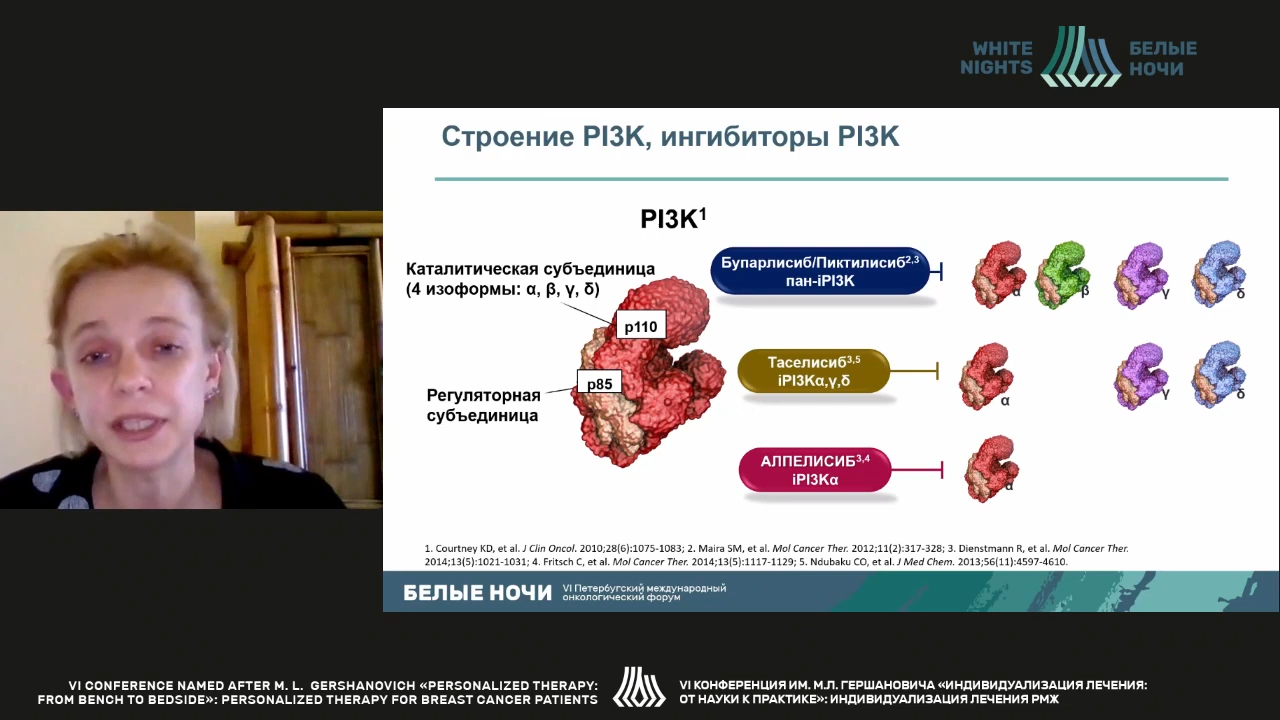 WHITE
NIGHTS
БЕЛЫЕ
НОЧИ
Строение PI3K, ингибиторы PI3K
PI3K¹
Каталитическая субъединица
(4 изоформы: α, β, γ, δ)
p110
p85
Регуляторная
субъединица
Бупарлисиб/Пиктилисиб²,³
пан-iPI3K
α
β
γ
δ
Таселисиб³,⁵
iPI3Kα,γ,δ
α
γ
δ
АЛПЕЛИСИБ³,⁴
iPI3Kα
α
1. Courtney KD, et al. J Clin Oncol. 2010;28(6):1075-1083; 2. Maira SM, et al. Mol Cancer Ther. 2012;11(2):317-328; 3. Dienstmann R, et al. Mol Cancer Ther.
2014;13(5):1021-1031; 4. Fritsch C, et al. Mol Cancer Ther. 2014;13(5):1117-1129; 5. Ndubaku CO, et al. J Med Chem. 2013;56(11):4597-4610.
БЕЛЫЕ НОЧИ
VI Петербургский международный
онкологический форум
VI CONFERENCE NAMED AFTER M. L. GERSHANOVICH «PERSONALIZED THERAPY:
FROM BENCH TO BEDSIDE»: PERSONALIZED THERAPY FOR BREAST CANCER PATIENTS
VI КОНФЕРЕНЦИЯ ИМ. М.Л. ГЕРШАНОВИЧА «ИНДИВИДУАЛИЗАЦИЯ ЛЕЧЕНИЯ:
ОТ НАУКИ К ПРАКТИКЕ»: ИНДИВИДУАЛИЗАЦИЯ ЛЕЧЕНИЯ РМЖ